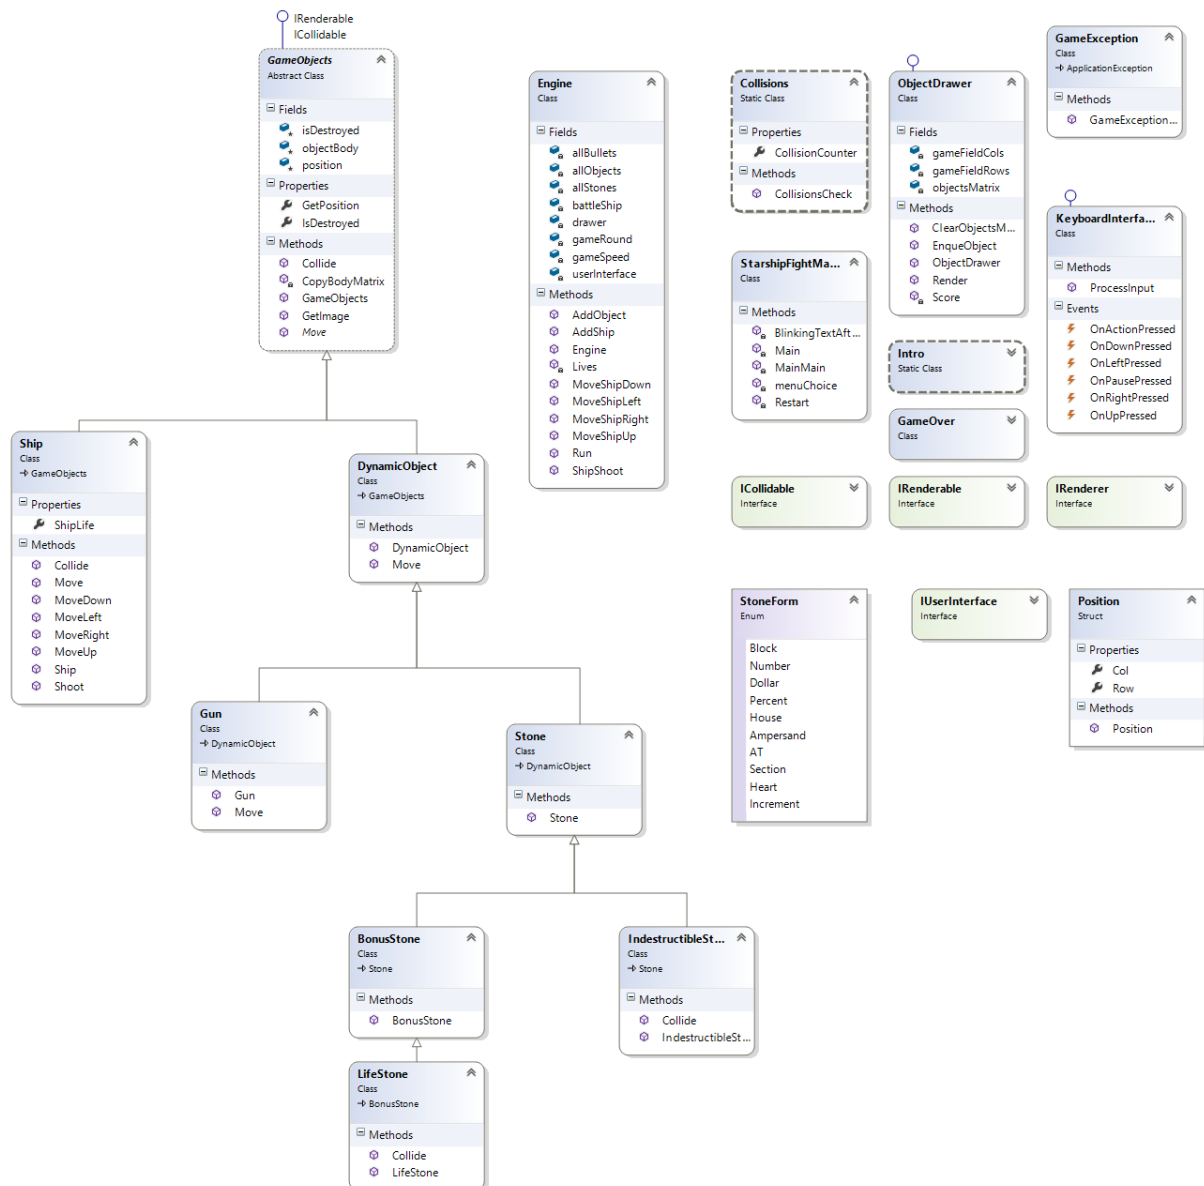 IRenderable
ICollidable
GameObjects
Abstract Class
Fields
isDestroyed
objectBody
position
Properties
GetPosition
IsDestroyed
Methods
Collide
CopyBodyMatrix
GameObjects
GetImage
Move
Ship
Class
GameObjects
Properties
ShipLife
Methods
Collide
Move
MoveDown
MoveLeft
MoveRight
MoveUp
Ship
Shoot
DynamicObject
Class
GameObjects
Methods
DynamicObject
Move
Gun
Class
DynamicObject
Methods
Gun
Move
Stone
Class
DynamicObject
Methods
Stone
BonusStone
Class
Stone
Methods
BonusStone
IndestructibleSt...
Class
Stone
Methods
Collide
IndestructibleSt...
LifeStone
Class
BonusStone
Methods
Collide
LifeStone
Engine
Class
Fields
allBullets
allObjects
allStones
battleShip
drawer
gameRound
gameSpeed
userInterface
Methods
AddObject
AddShip
Engine
Lives
MoveShipDown
MoveShipLeft
MoveShipRight
MoveShipUp
Run
ShipShoot
Collisions
Static Class
Properties
CollisionCounter
Methods
CollisionsCheck
StarshipFightMa...
Class
Methods
BlinkingTextAft...
Main
MainMain
menuChoice
Restart
ObjectDrawer
Class
Fields
gameFieldCols
gameFieldRows
objectsMatrix
Methods
ClearObjectsM...
EnqueObject
ObjectDrawer
Render
Score
Intro
Static Class
GameOver
Class
GameException
Class
ApplicationException
Methods
GameException...
KeyboardInterfa...
Class
Methods
ProcessInput
Events
OnActionPressed
OnDownPressed
OnLeftPressed
OnPausePressed
OnRightPressed
OnUpPressed
ICollidable
Interface
IRenderable
Interface
IRenderer
Interface
StoneForm
Enum
Block
Number
Dollar
Percent
House
Ampersand
AT
Section
Heart
Increment
IUserInterface
Interface
Position
Struct
Properties
Col
Row
Methods
Position